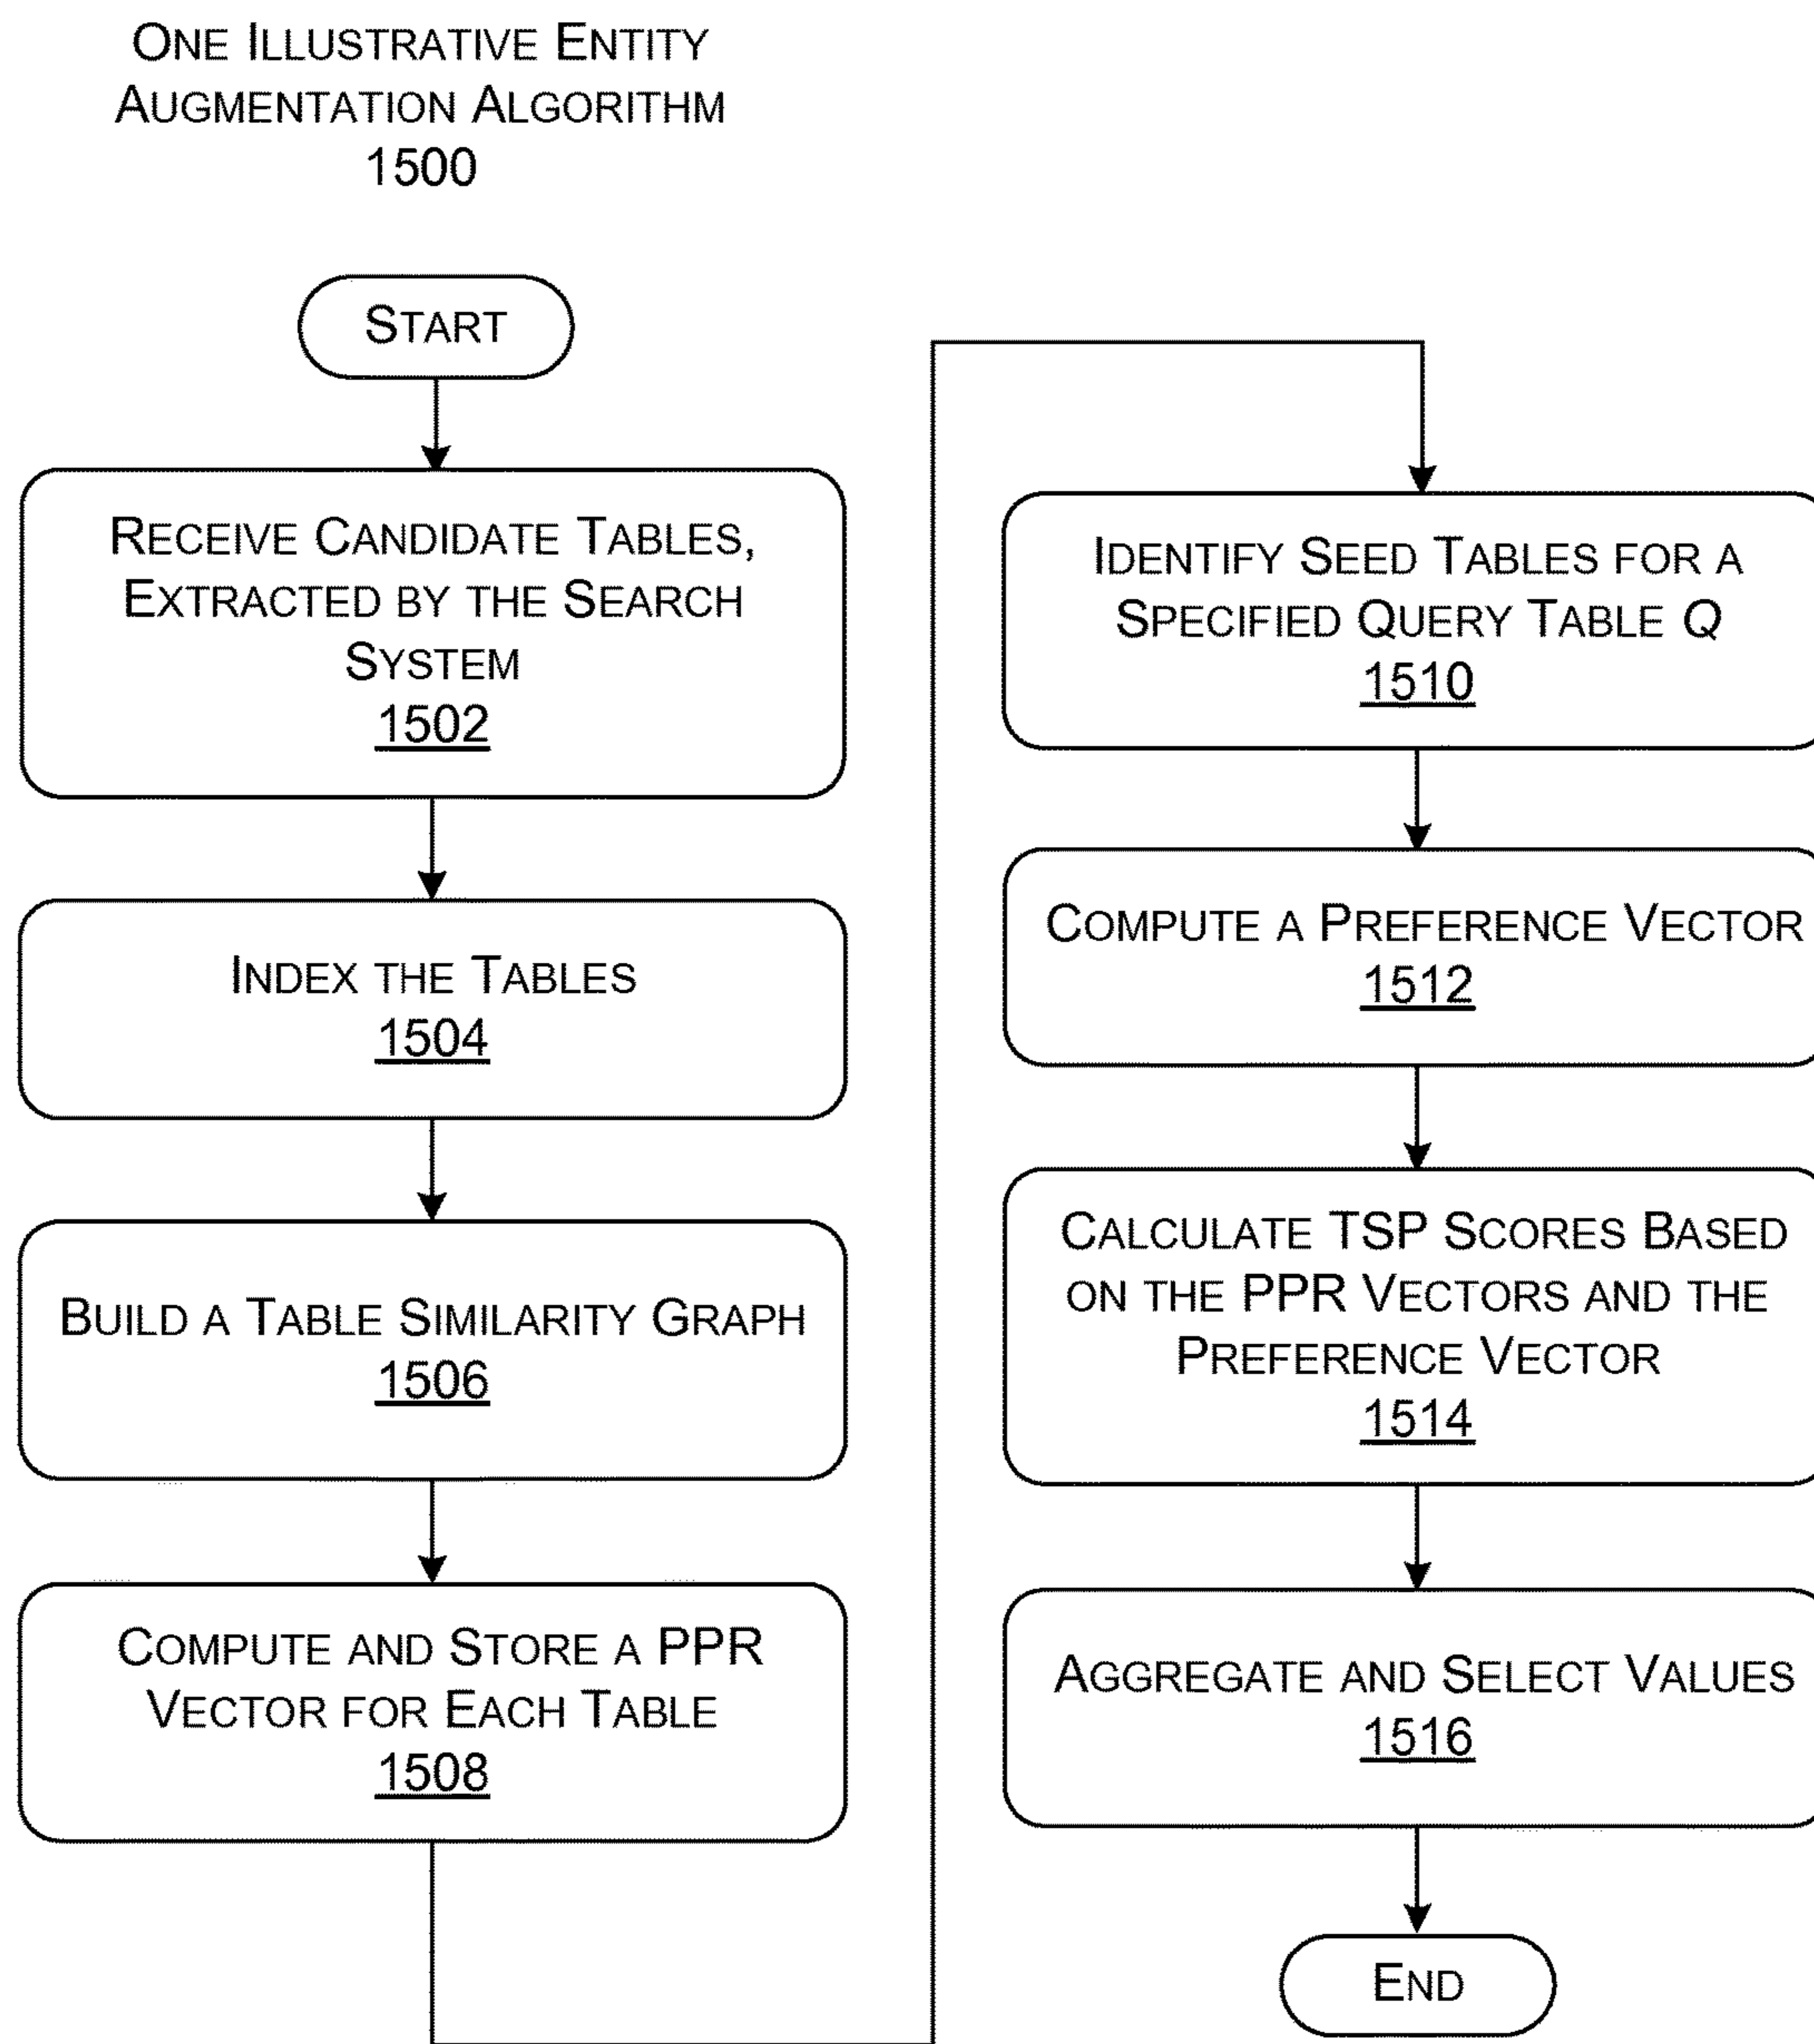 ONE ILLUSTRATIVE ENTITY
AUGMENTATION ALGORITHM
1500
START
RECEIVE CANDIDATE TABLES,
EXTRACTED BY THE SEARCH
SYSTEM
1502
INDEX THE TABLES
1504
BUILD A TABLE SIMILARITY GRAPH
1506
COMPUTE AND STORE A PPR
VECTOR FOR EACH TABLE
1508
IDENTIFY SEED TABLES FOR A
SPECIFIED QUERY TABLE Q
1510
COMPUTE A PREFERENCE VECTOR
1512
CALCULATE TSP SCORES BASED
ON THE PPR VECTORS AND THE
PREFERENCE VECTOR
1514
AGGREGATE AND SELECT VALUES
1516
END